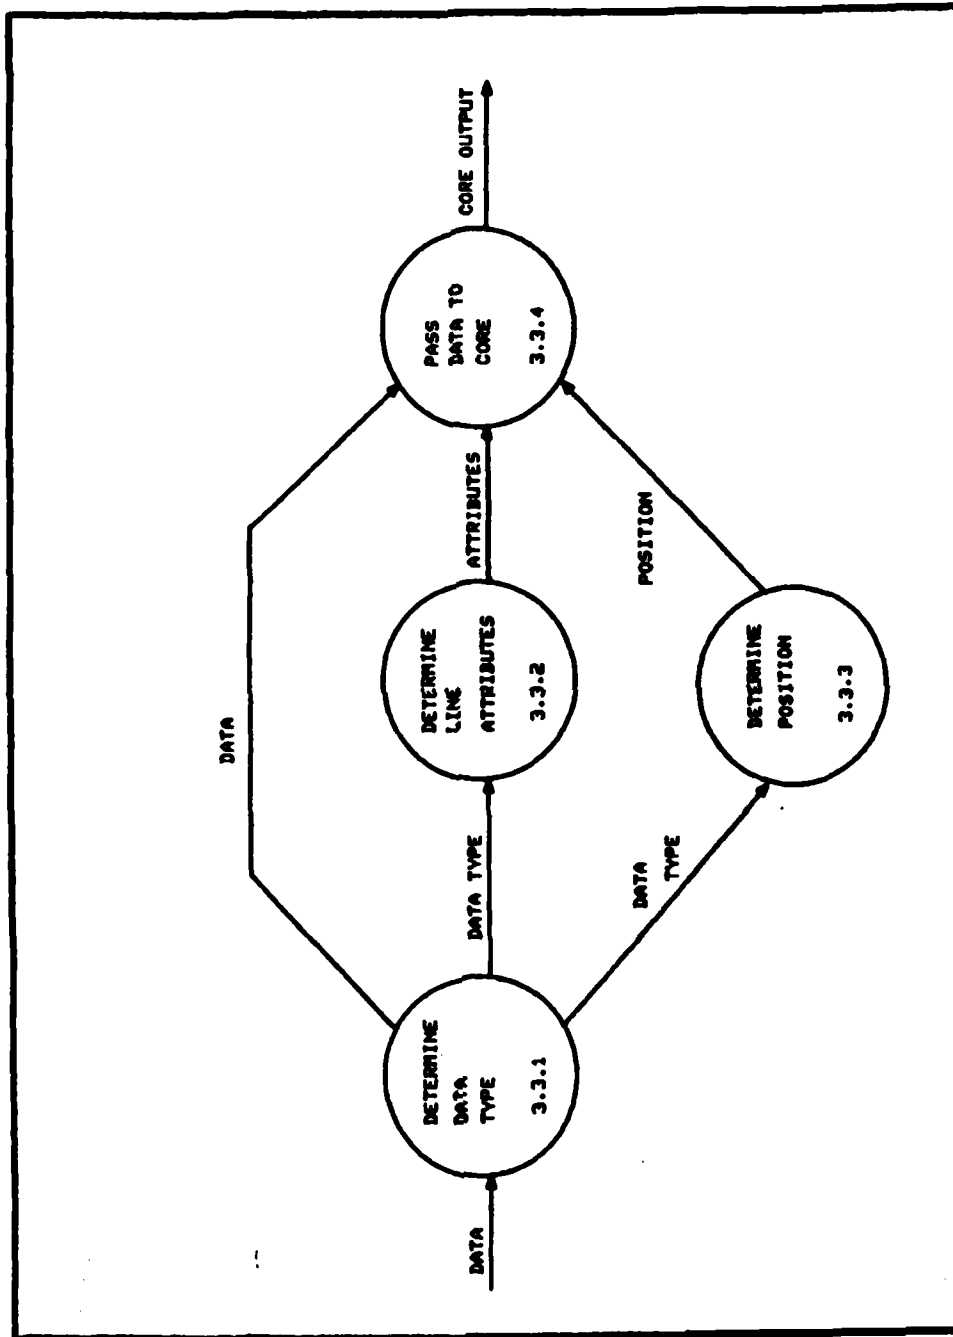 DATA
DETERMINE
DATA
TYPE
3.3.1
DATA
DATA TYPE
DATA
TYPE
DETERMINE
LINE
ATTRIBUTES
3.3.2
DETERMINE
POSITION
3.3.3
ATTRIBUTES
POSITION
PASS
DATA TO
CORE
3.3.4
CORE OUTPUT